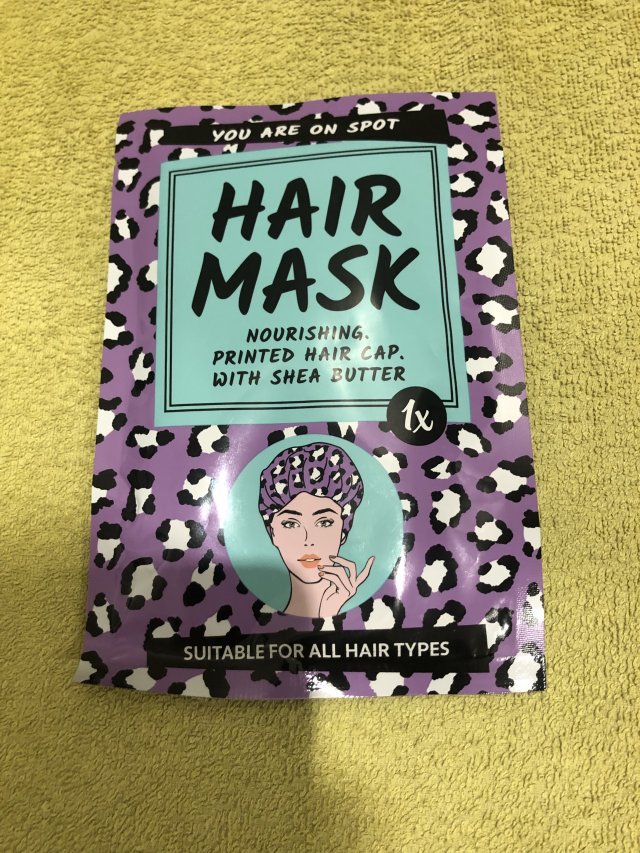 YOU ARE ON SPOT
HAIR
MASK
NOURISHING.
PRINTED HAIR CAP.
WITH SHEA BUTTER
1x
SUITABLE FOR ALL HAIR TYPES